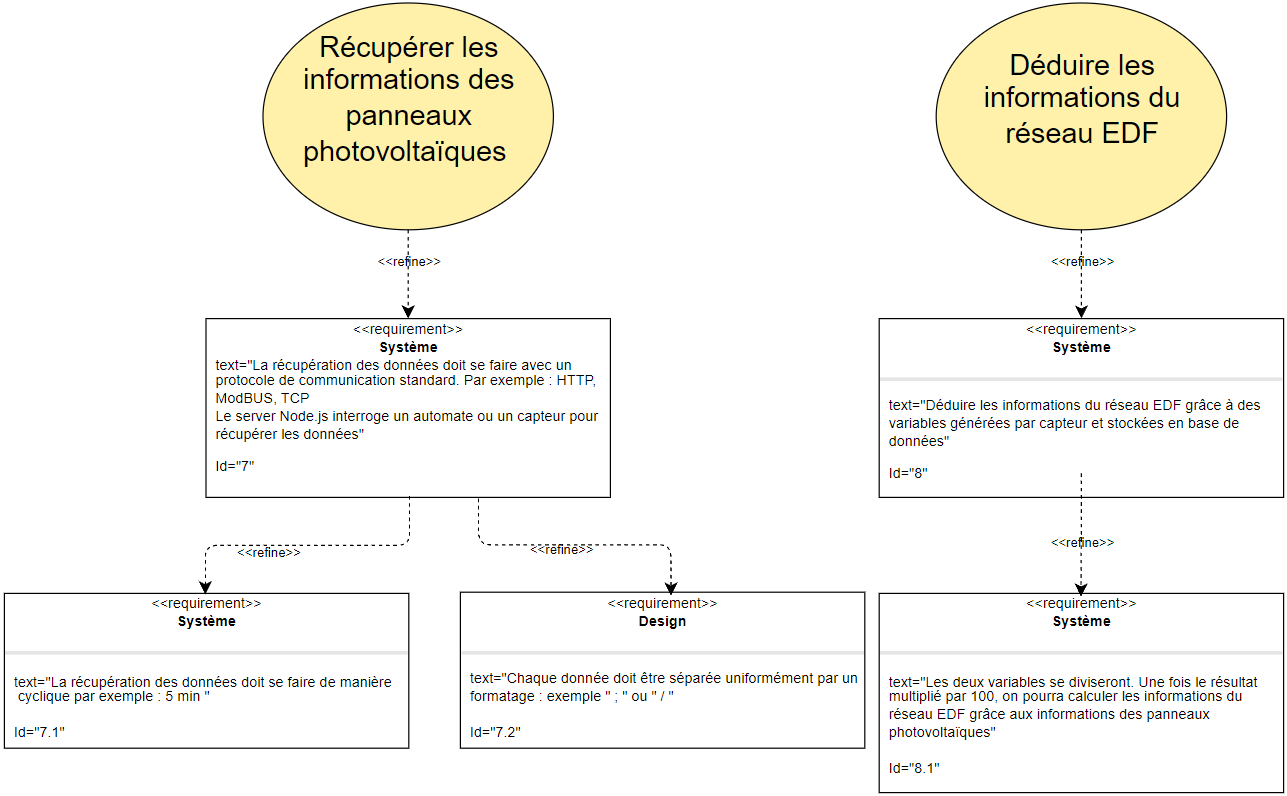 Récupérer les
informations des
panneaux
photovoltaïques
Déduire les
informations du
réseau EDF
<<refine>>
<<refine>>
<<requirement>>
Système
text="La récupération des données doit se faire avec un
protocole de communication standard. Par exemple : HTTP,
ModBUS, TCP
Le server Node.js interroge un automate ou un capteur pour
récupérer les données"
Id="7"
<<requirement>>
Système
text="Déduire les informations du réseau EDF grâce à des
variables générées par capteur et stockées en base de
données"
Id="8"
<<refine>>
<<refine>>
<<refine>>
<<requirement>>
Système
text="La récupération des données doit se faire de manière
cyclique par exemple : 5 min "
Id="7.1"
<<requirement>>
Design
text="Chaque donnée doit être séparée uniformément par un
formatage : exemple " ; " ou " / "
Id="7.2"
<<requirement>>
Système
text="Les deux variables se diviseront. Une fois le résultat
multiplié par 100, on pourra calculer les informations du
réseau EDF grâce aux informations des panneaux
photovoltaïques"
Id="8.1"